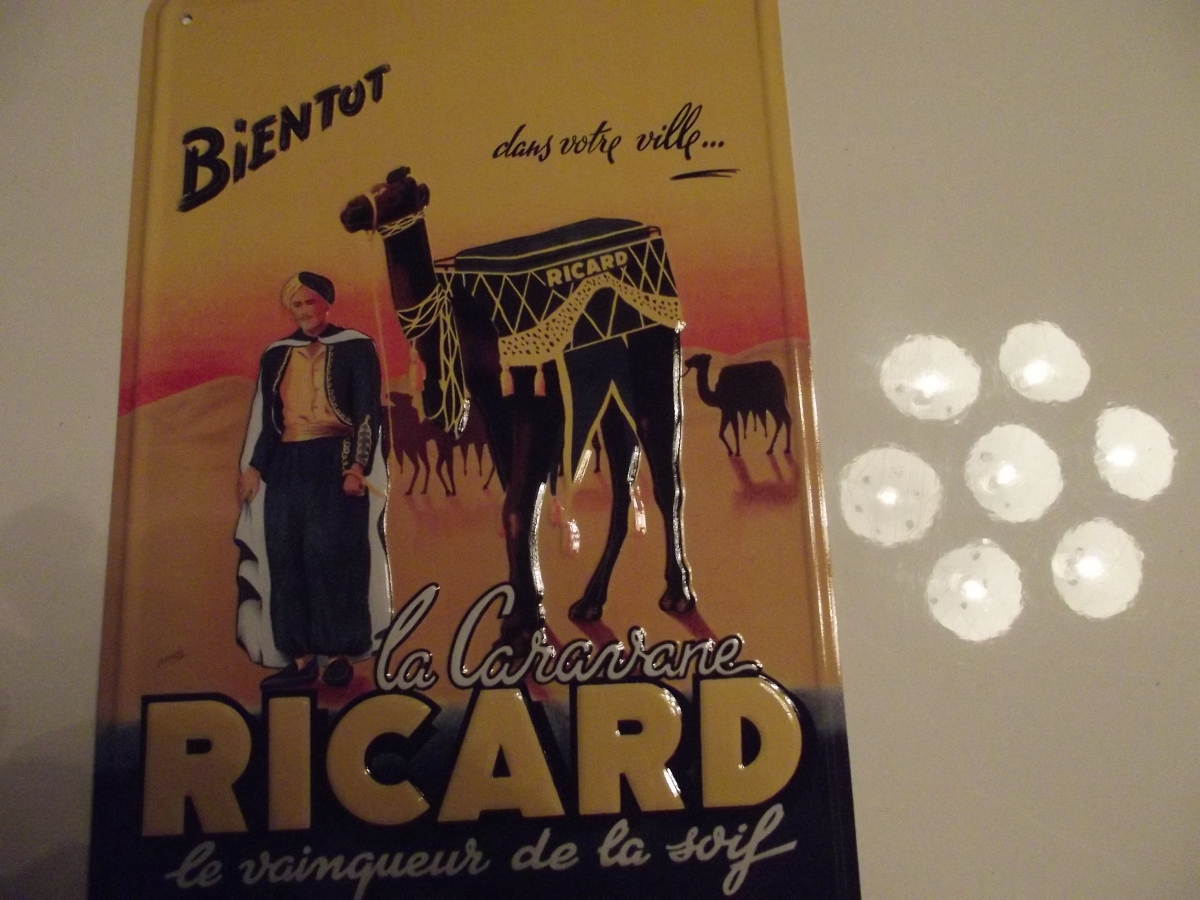 BiENTOT
dans votre ville...
RICARD
la Caravane
RICARD
le vainqueur de la soif